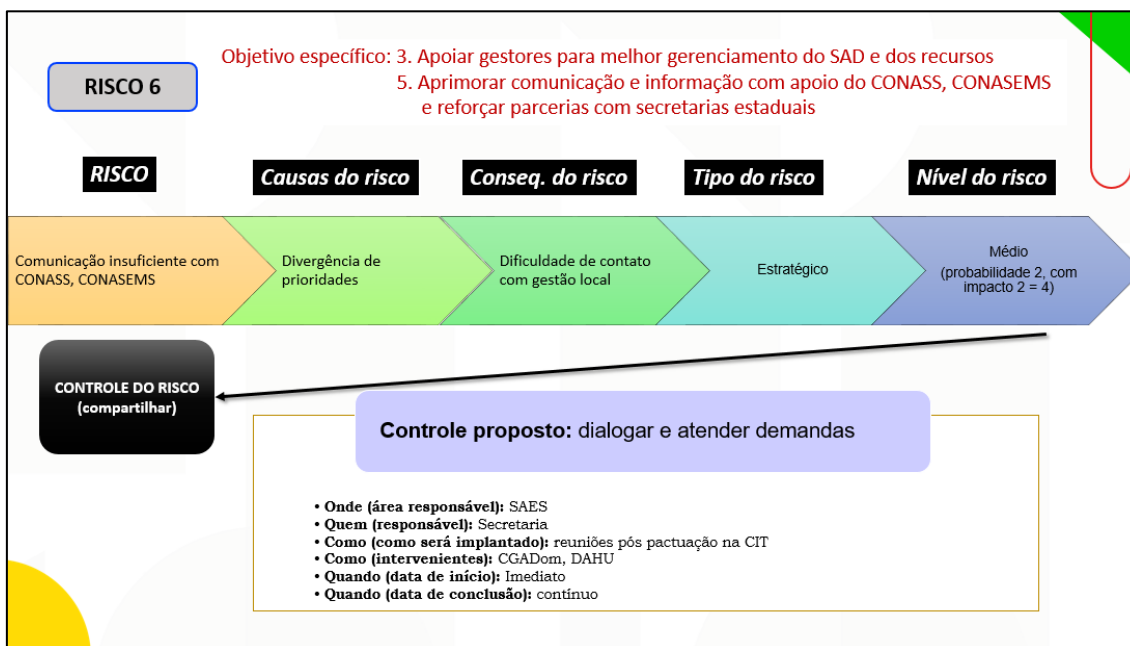 Objetivo específico: 3. Apoiar gestores para melhor gerenciamento do SAD e dos recursos
5. Aprimorar comunicação e informação com apoio do CONASS, CONASEMS
e reforçar parcerias com secretarias estaduais
RISCO 6
RISCO
Causas do risco
Conseq. do risco
Tipo do risco
Nível do risco
Comunicação insuficiente com
CONASS, CONASEMS
Divergência de
prioridades
Dificuldade de contato
com gestão local
Estratégico
Médio
(probabilidade 2, com
impacto 2 = 4)
CONTROLE DO RISCO
(compartilhar)
Controle proposto: dialogar e atender demandas
• Onde (área responsável): SAES
• Quem (responsável): Secretaria
• Como (como será implantado): reuniões pós pactuação na CIT
• Como (intervenientes): CGADom, DAHU
• Quando (data de início): Imediato
• Quando (data de conclusão): contínuo